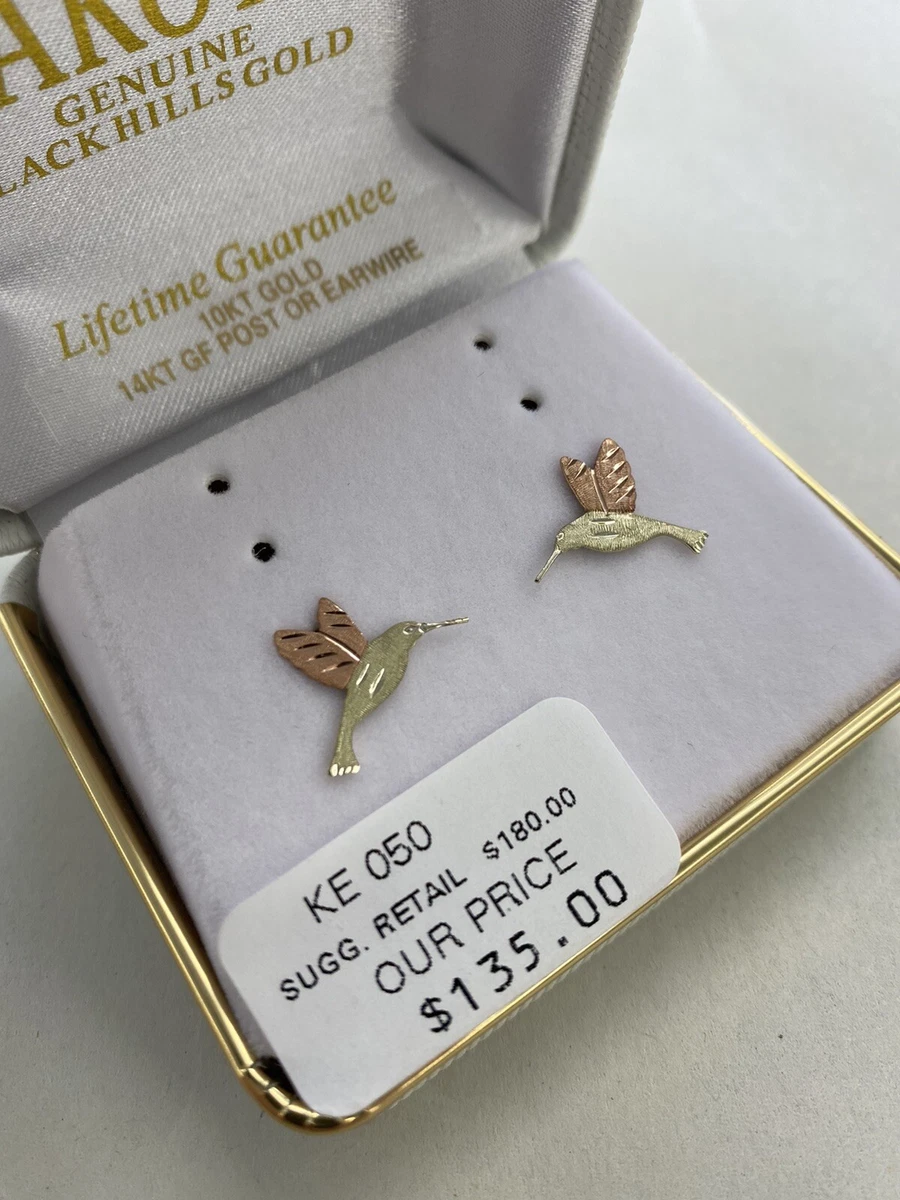 GENUINE
HILLS GOLD
Lifetime Guarantee
10KT GOLD
14KT GF POST OR EARWIRE
KE 050
SUGG. RETAIL $180.00
OUR PRICE
$135.00